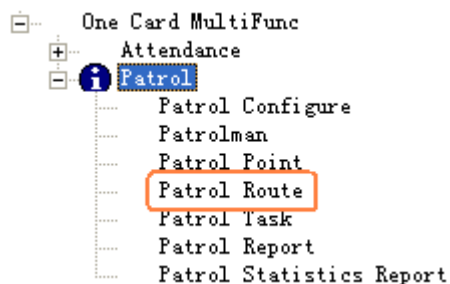 One Card MultiFunc
Attendance
Patrol
Patrol Configure
Patrolman
Patrol Point
Patrol Route
Patrol Task
Patrol Report
Patrol Statistics Report